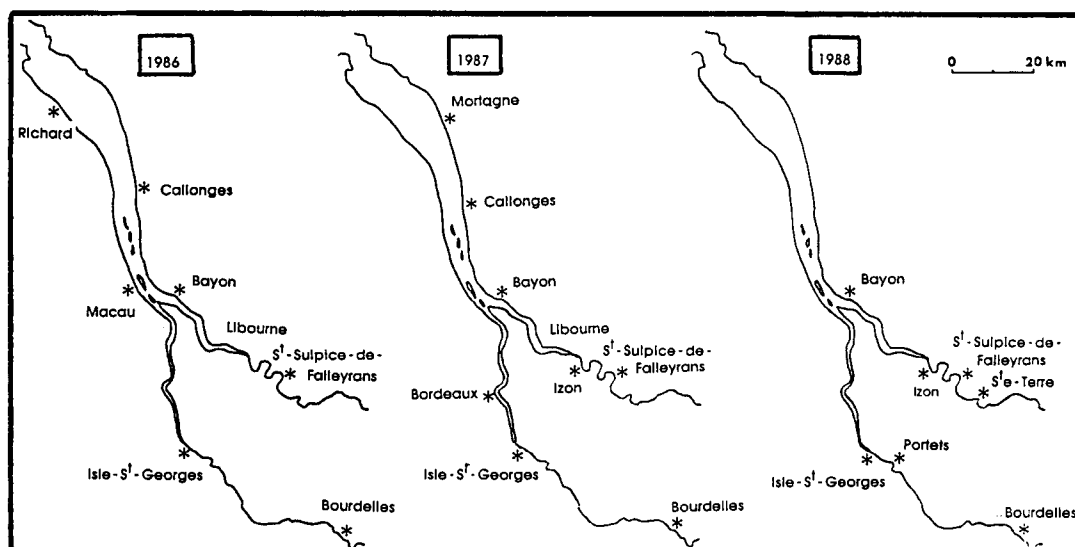 1986
Richard
Callonges
Bayon
Macau
Libourne
St-Sulpice-de-
Falleyrans
Isle-St-Georges
Bourdelles
1987
Mortagne
Callonges
Bayon
Libourne
St-Sulpice-de-
Falleyrans
Izon
Bordeaux
Isle-St-Georges
Bourdelles
1988
0 20 km
Bayon
St-Sulpice-de-
Falleyrans
Izon
Ste-Terre
Portets
Isle-St-Georges
Bourdelles